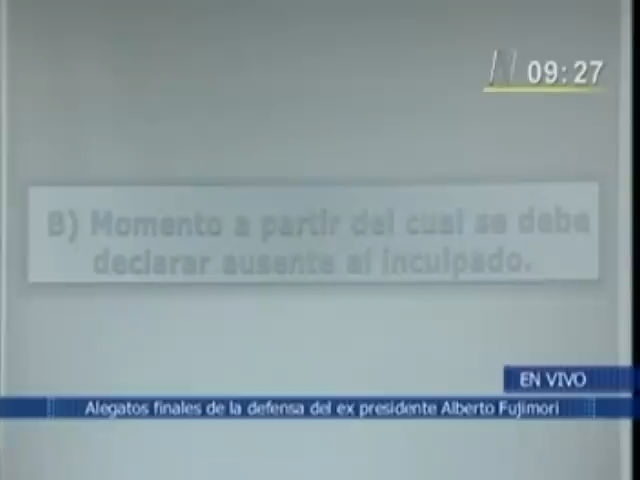 N 09:27
B) Momento a partir del cual se debe
declarar ausente al inculpado.
EN VIVO
Alegatos finales de la defensa del ex presidente Alberto Fujimori